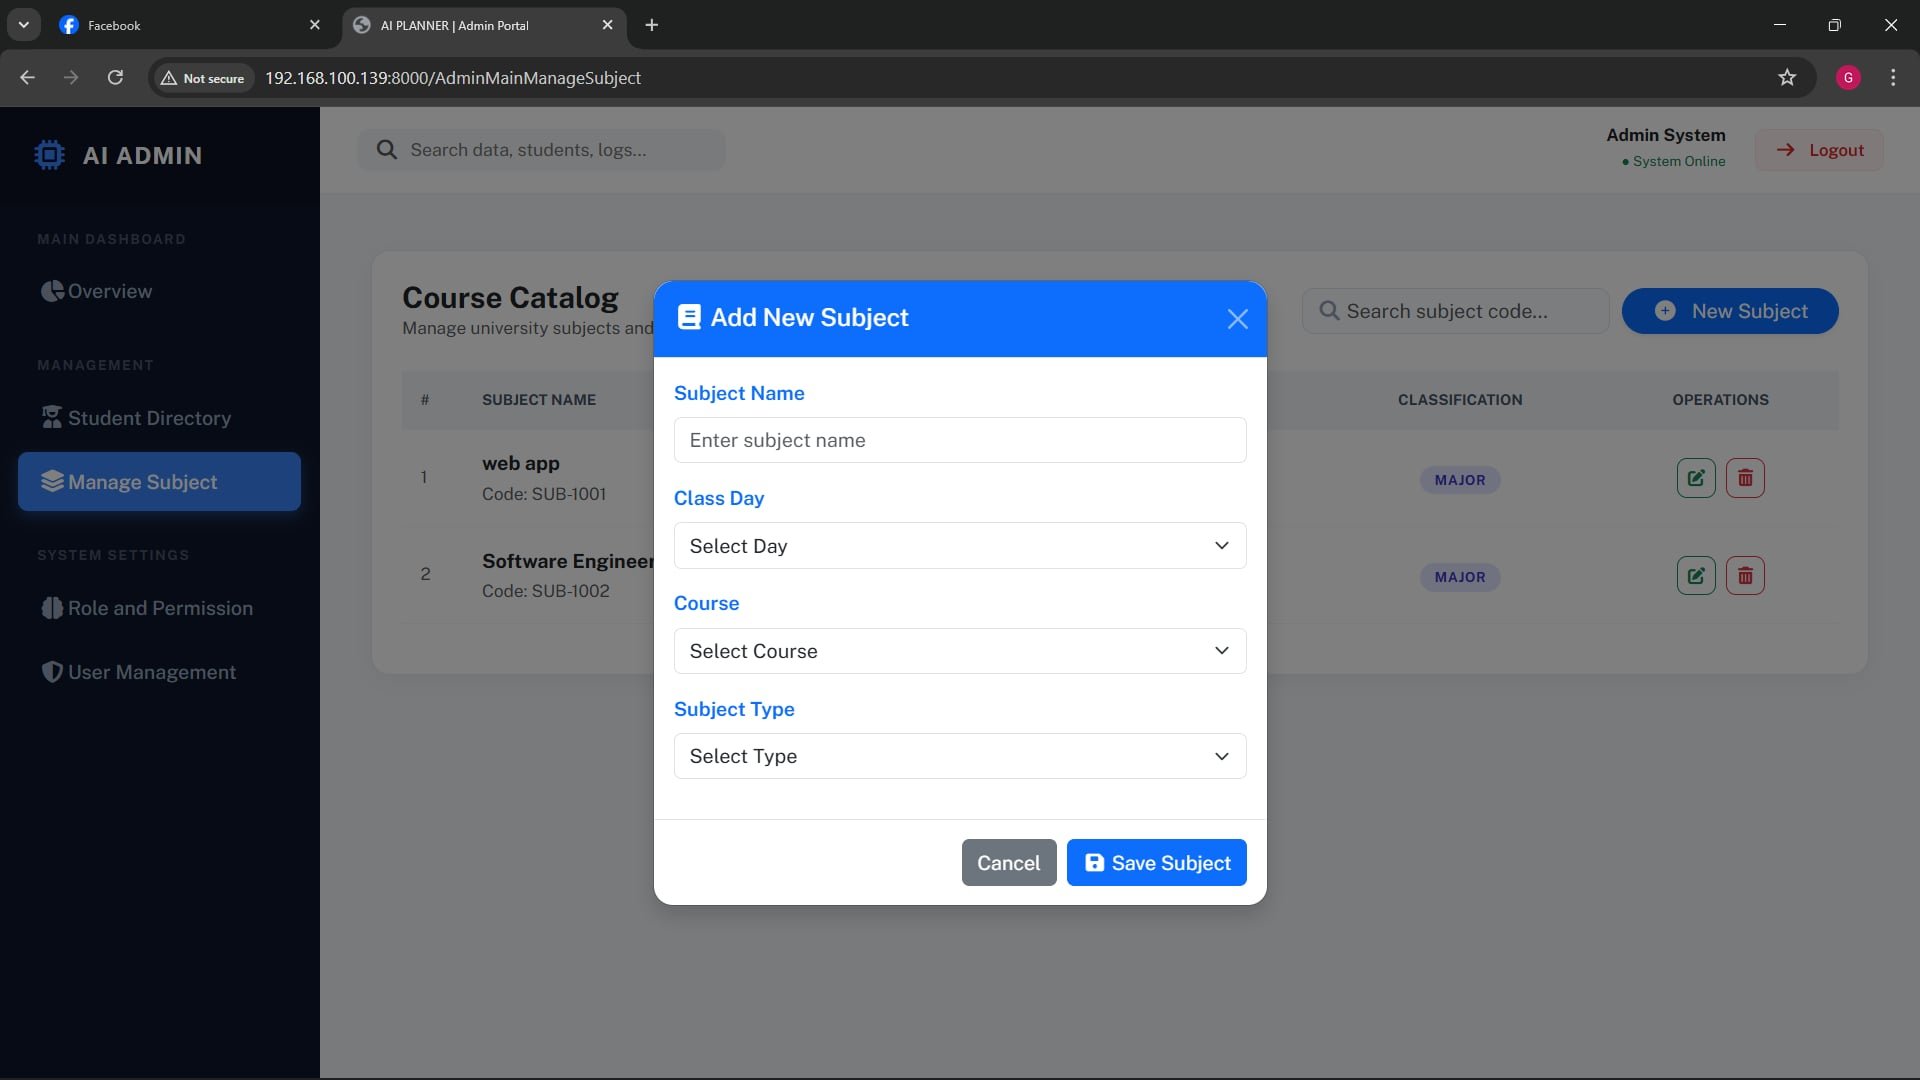 Facebook
AI PLANNER | Admin Portal
Not secure
192.168.100.139:8000/AdminMainManageSubject
G
AI ADMIN
Search data, students, logs...
Admin System
• System Online
Logout
MAIN DASHBOARD
Overview
MANAGEMENT
Student Directory
Manage Subject
SYSTEM SETTINGS
Role and Permission
User Management
Course Catalog
Manage university subjects and
Search subject code...
New Subject
# SUBJECT NAME CLASSIFICATION OPERATIONS
1 web app MAJOR
Code: SUB-1001
2 Software Engineer MAJOR
Code: SUB-1002
Add New Subject
Subject Name
Enter subject name
Class Day
Select Day
Course
Select Course
Subject Type
Select Type
Cancel
Save Subject